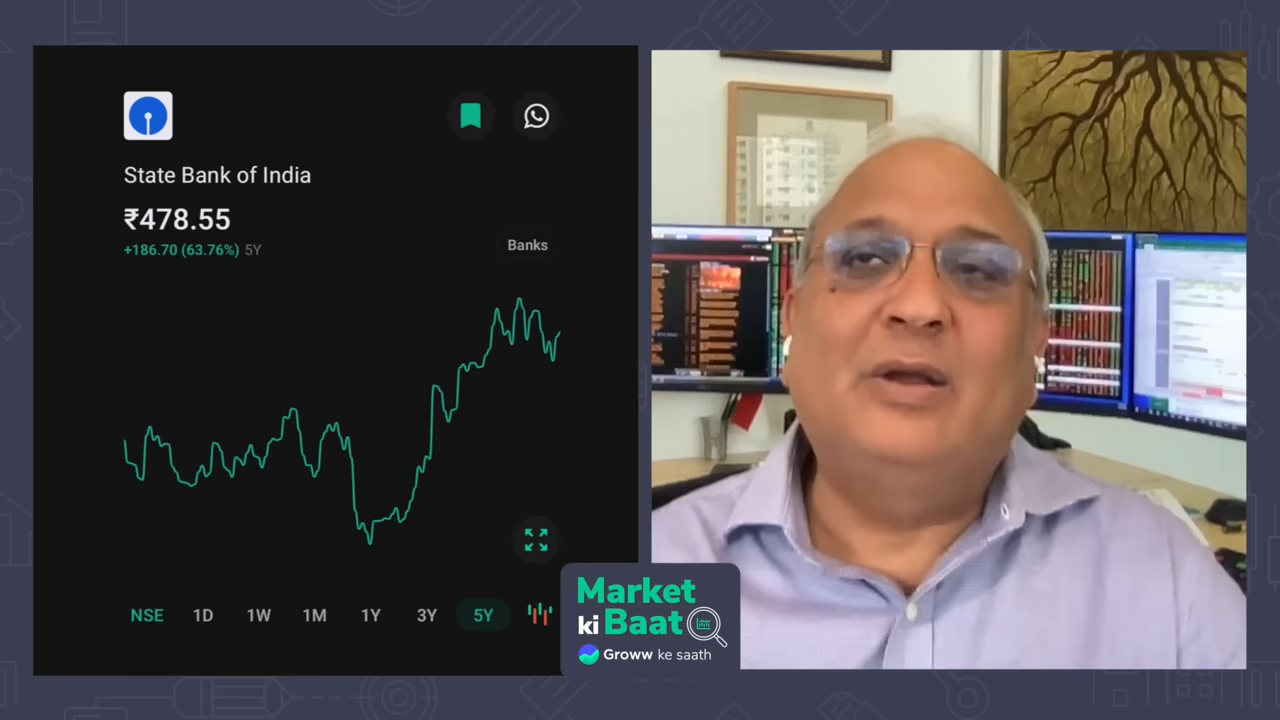 State Bank of India
₹478.55
+186.70 (63.76%) 5Y
Banks
NSE 1D 1W 1M 1Y 3Y 5Y
Market
ki Baat
Groww ke saath